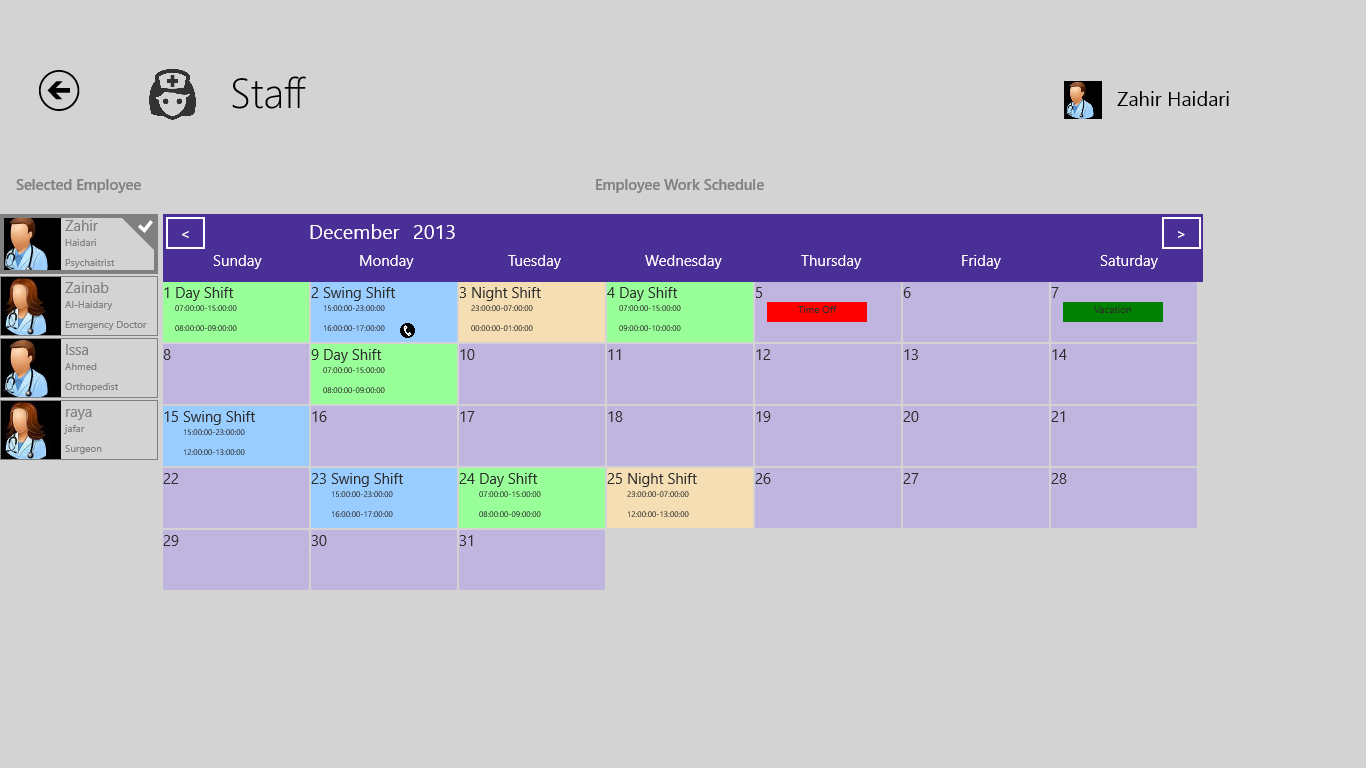 Staff
Zahir Haidari
Selected Employee
Employee Work Schedule
Zahir
Haidari
Psychaitrist
Zainab
Al-Haidary
Emergency Doctor
Issa
Ahmed
Orthopedist
raya
jafar
Surgeon
< December 2013 >
Sunday Monday Tuesday Wednesday Thursday Friday Saturday
1 Day Shift
07:00:00-15:00:00
08:00:00-09:00:00
2 Swing Shift
15:00:00-23:00:00
16:00:00-17:00:00
3 Night Shift
23:00:00-07:00:00
00:00:00-01:00:00
4 Day Shift
07:00:00-15:00:00
09:00:00-10:00:00
5
Time Off
6
7
Vacation
8
9 Day Shift
07:00:00-15:00:00
08:00:00-09:00:00
10
11
12
13
14
15 Swing Shift
15:00:00-23:00:00
12:00:00-13:00:00
16
17
18
19
20
21
22
23 Swing Shift
15:00:00-23:00:00
16:00:00-17:00:00
24 Day Shift
07:00:00-15:00:00
08:00:00-09:00:00
25 Night Shift
23:00:00-07:00:00
12:00:00-13:00:00
26
27
28
29
30
31